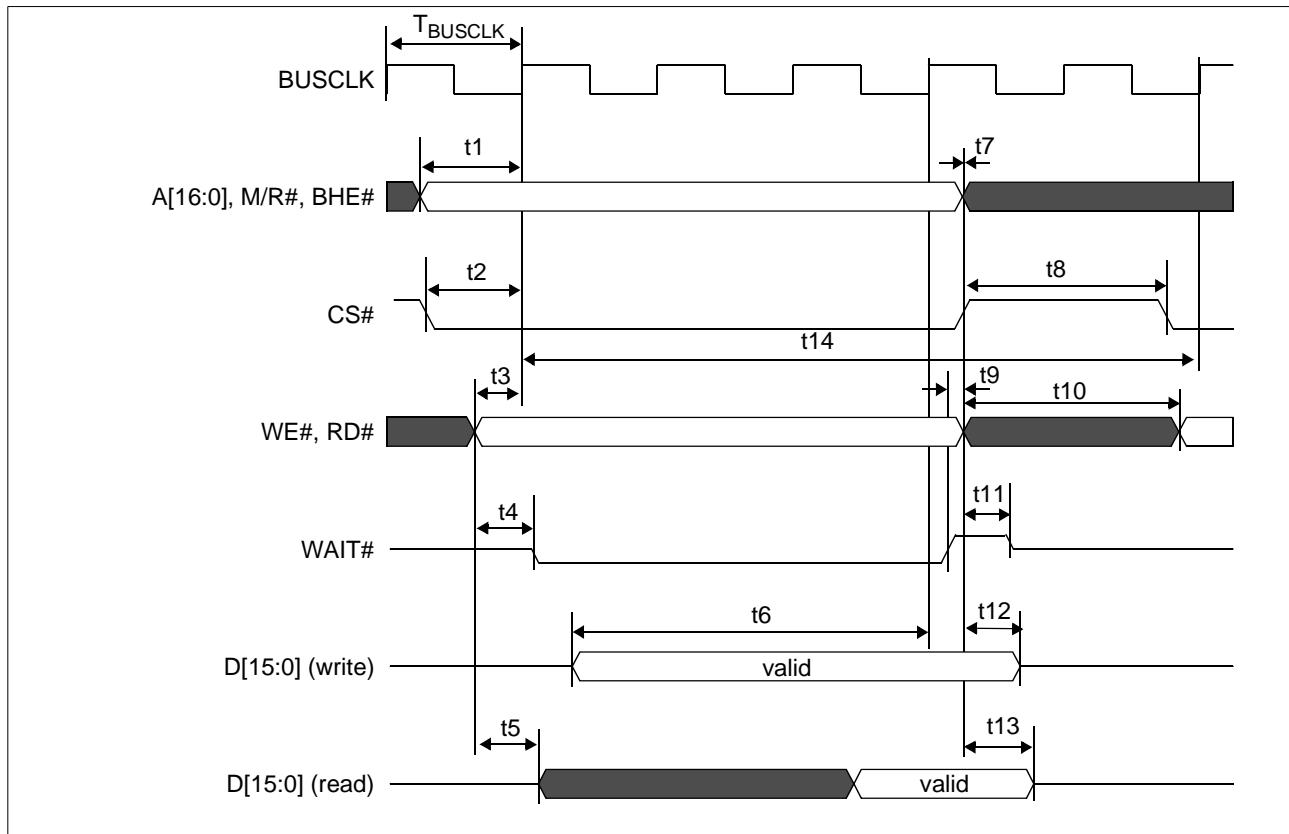 TBUSCLK
BUSCLK
t1
t7
A[16:0], M/R#, BHE#
t2
t8
CS#
t14
t3
t9
t10
WE#, RD#
t4
t11
WAIT#
t6
t12
D[15:0] (write)
valid
t5
t13
D[15:0] (read)
valid